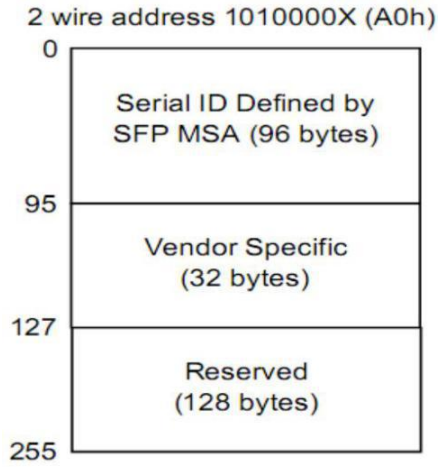 2 wire address 1010000X (A0h)
0
Serial ID Defined by
SFP MSA (96 bytes)
95
Vendor Specific
(32 bytes)
127
Reserved
(128 bytes)
255